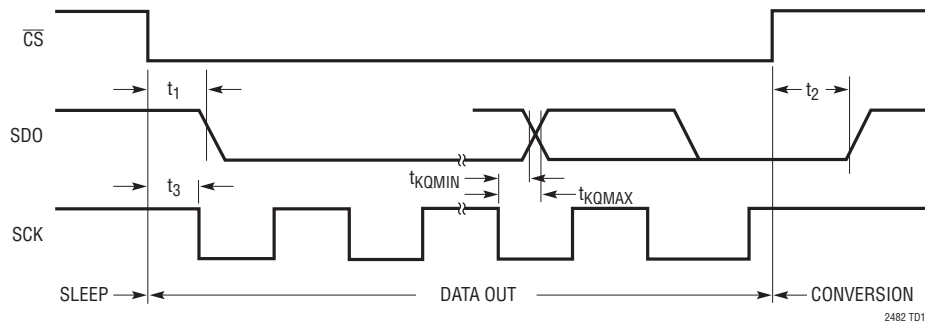 CS
t1
t2
SDO
t3
tKQMIN
tKQMAX
SCK
SLEEP
DATA OUT
CONVERSION
2482 TD1